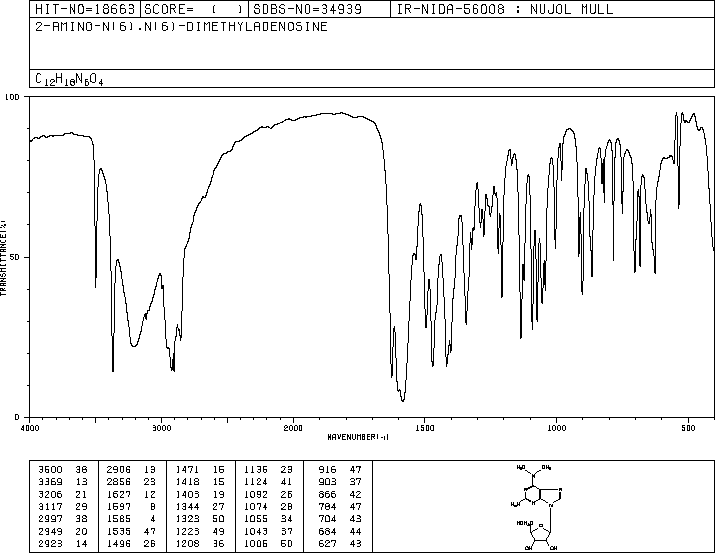 HIT-NO=18663 SCORE= ( ) SDBS-NO=34939 IR-NIDA-56008 : NUJOL MULL
2-AMINO-N(6),N(6)-DIMETHYLADENOSINE
C12H18N6O4
100
50
0
TRANSMITTANCE(%)
4000 3000 2000 1500 1000 500
WAVENUMBER(-1)
3500 38 2906 13 1471 15 1136 23 916 47
3369 13 2856 23 1418 15 1124 41 903 37
3206 21 1627 12 1403 19 1092 26 866 42
3117 29 1597 8 1344 27 1074 28 784 47
2997 38 1585 4 1323 50 1055 34 704 43
2949 20 1535 47 1223 49 1043 37 684 44
2923 14 1496 26 1208 36 1006 50 627 43